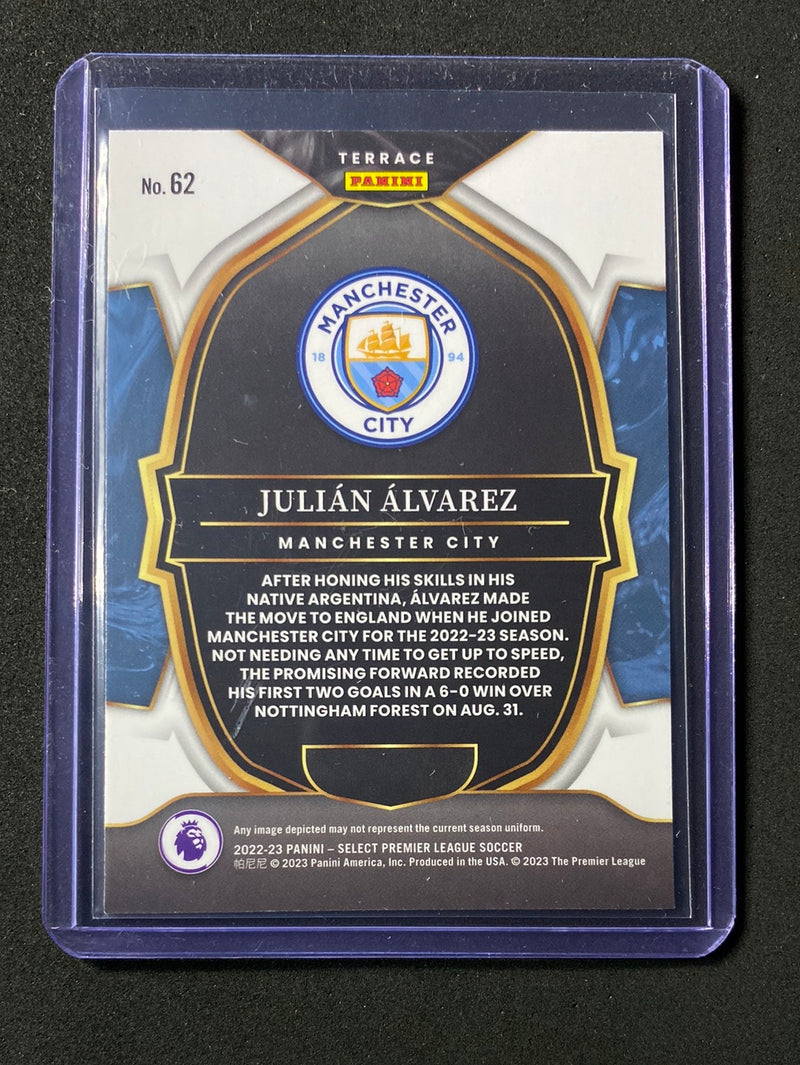 TERRACE
PANINI
No. 62
MANCHESTER
18 94
CITY
JULIÁN ÁLVAREZ
MANCHESTER CITY
AFTER HONING HIS SKILLS IN HIS
NATIVE ARGENTINA, ÁLVAREZ MADE
THE MOVE TO ENGLAND WHEN HE JOINED
MANCHESTER CITY FOR THE 2022-23 SEASON.
NOT NEEDING ANY TIME TO GET UP TO SPEED,
THE PROMISING FORWARD RECORDED
HIS FIRST TWO GOALS IN A 6-0 WIN OVER
NOTTINGHAM FOREST ON AUG. 31.
Any image depicted may not represent the current season uniform.
2022-23 PANINI – SELECT PREMIER LEAGUE SOCCER
帕尼尼 © 2023 Panini America, Inc. Produced in the USA. © 2023 The Premier League